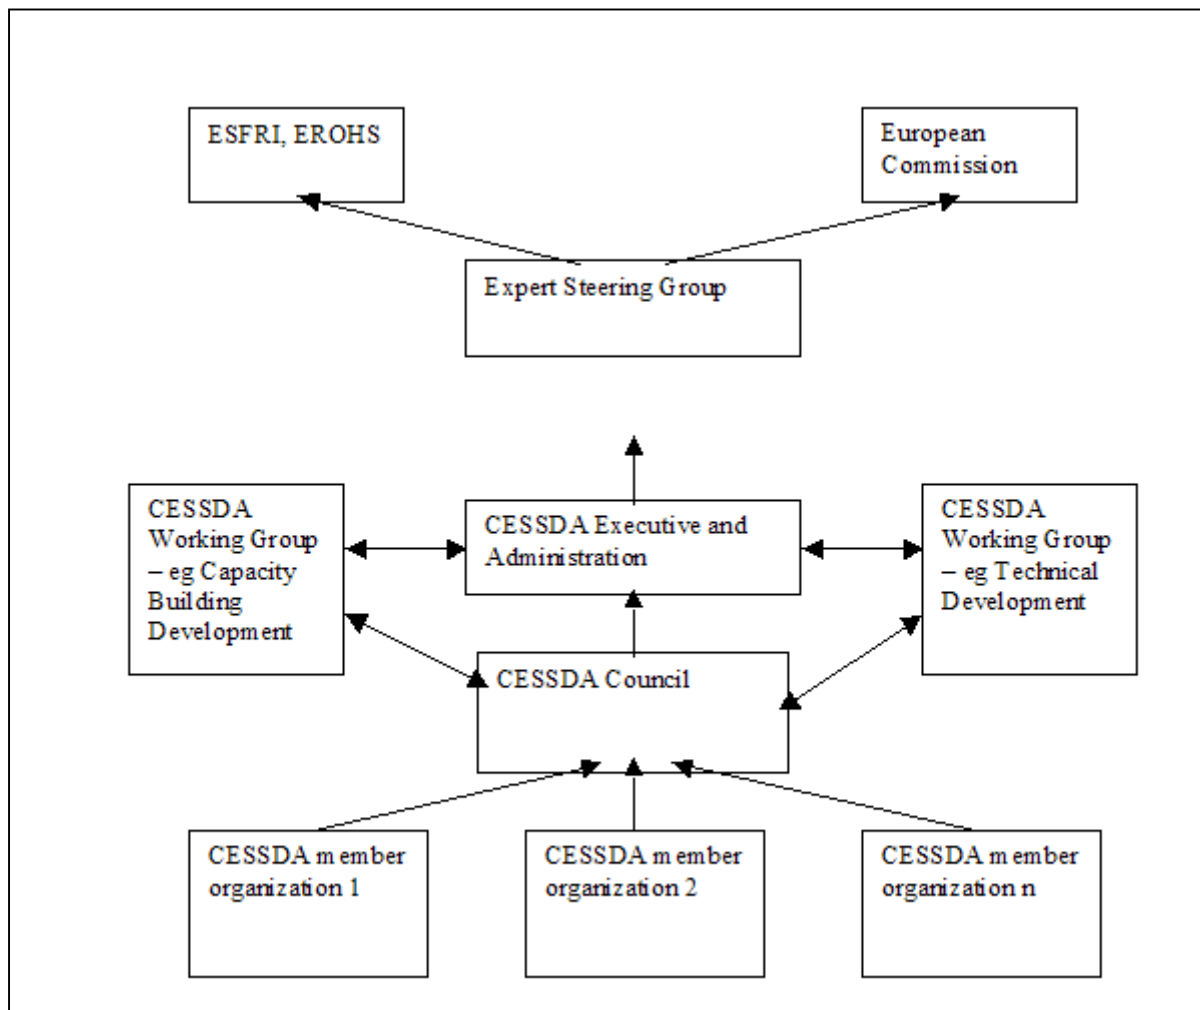 ESFRI, EROHS
European
Commission
Expert Steering Group
CESSDA
Working Group
– eg Capacity
Building
Development
CESSDA Executive and
Administration
CESSDA
Working Group
– eg Technical
Development
CESSDA Council
CESSDA member
organization 1
CESSDA member
organization 2
CESSDA member
organization n